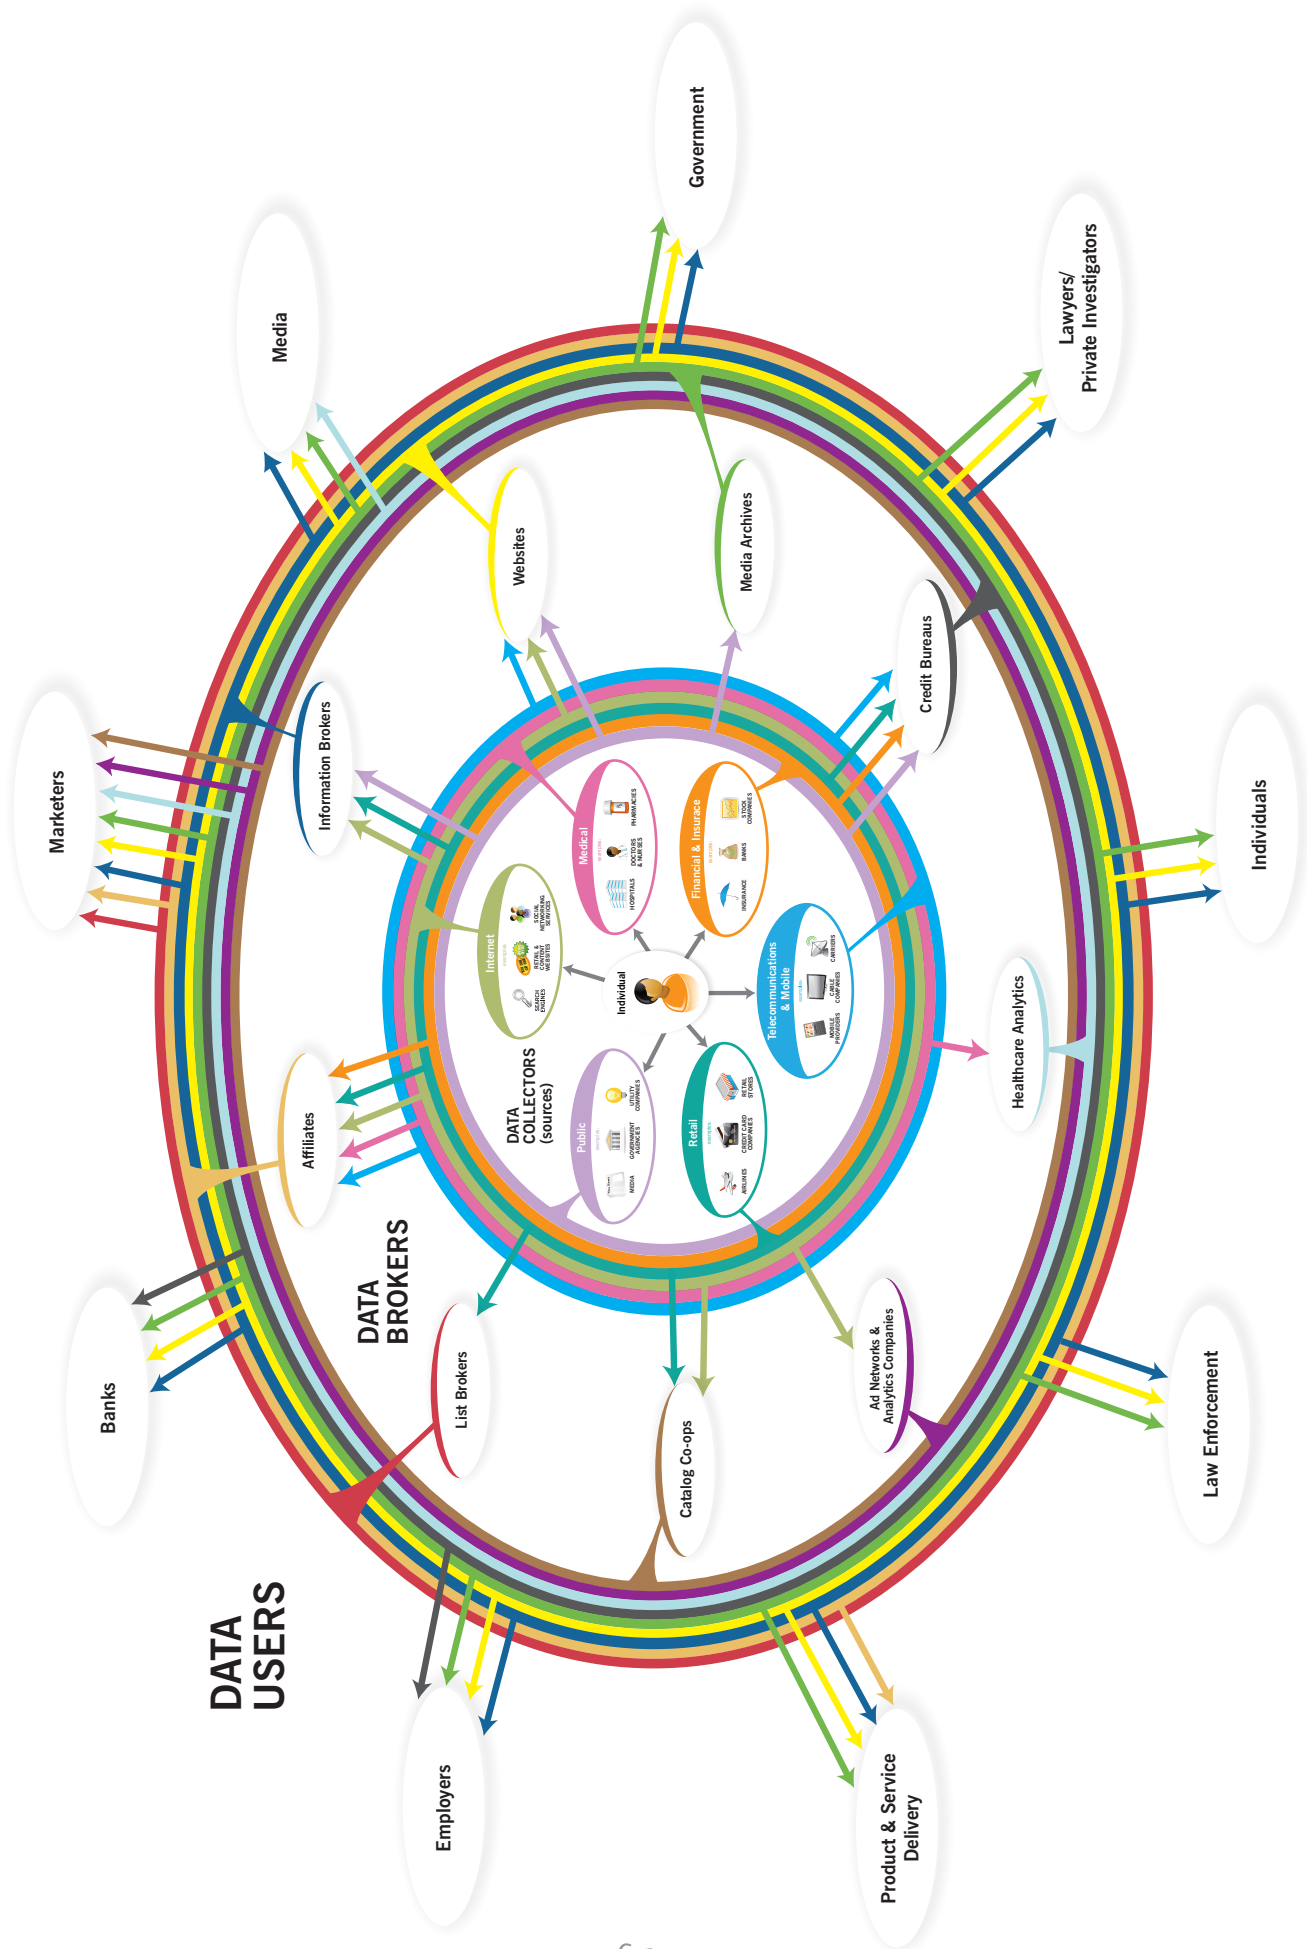 DATA
USERS
Employers
Banks
Marketers
Media
Government
Lawyers/
Private Investigators
Individuals
Law Enforcement
Product & Service
Delivery
DATA
BROKERS
List Brokers
Affiliates
Information Brokers
Websites
Media Archives
Credit Bureaus
Healthcare Analytics
Ad Networks &
Analytics Companies
Catalog Co-ops
DATA
COLLECTORS
(sources)
Individual
Internet
SEARCH
ENGINES
RETAIL &
CONTENT
WEBSITES
SOCIAL
NETWORKING
SERVICES
Medical
HOSPITALS
DOCTORS
& NURSES
PHARMACIES
Financial & Insurace
INSURANCE
BANKS
STOCK
COMPANIES
Telecommunications
& Mobile
MOBILE
PROVIDERS
CABLE
COMPANIES
CARRIERS
Retail
AIRLINES
CREDIT CARD
COMPANIES
RETAIL
STORES
Public
MEDIA
GOVERNMENT
AGENCIES
UTILITY
COMPANIES